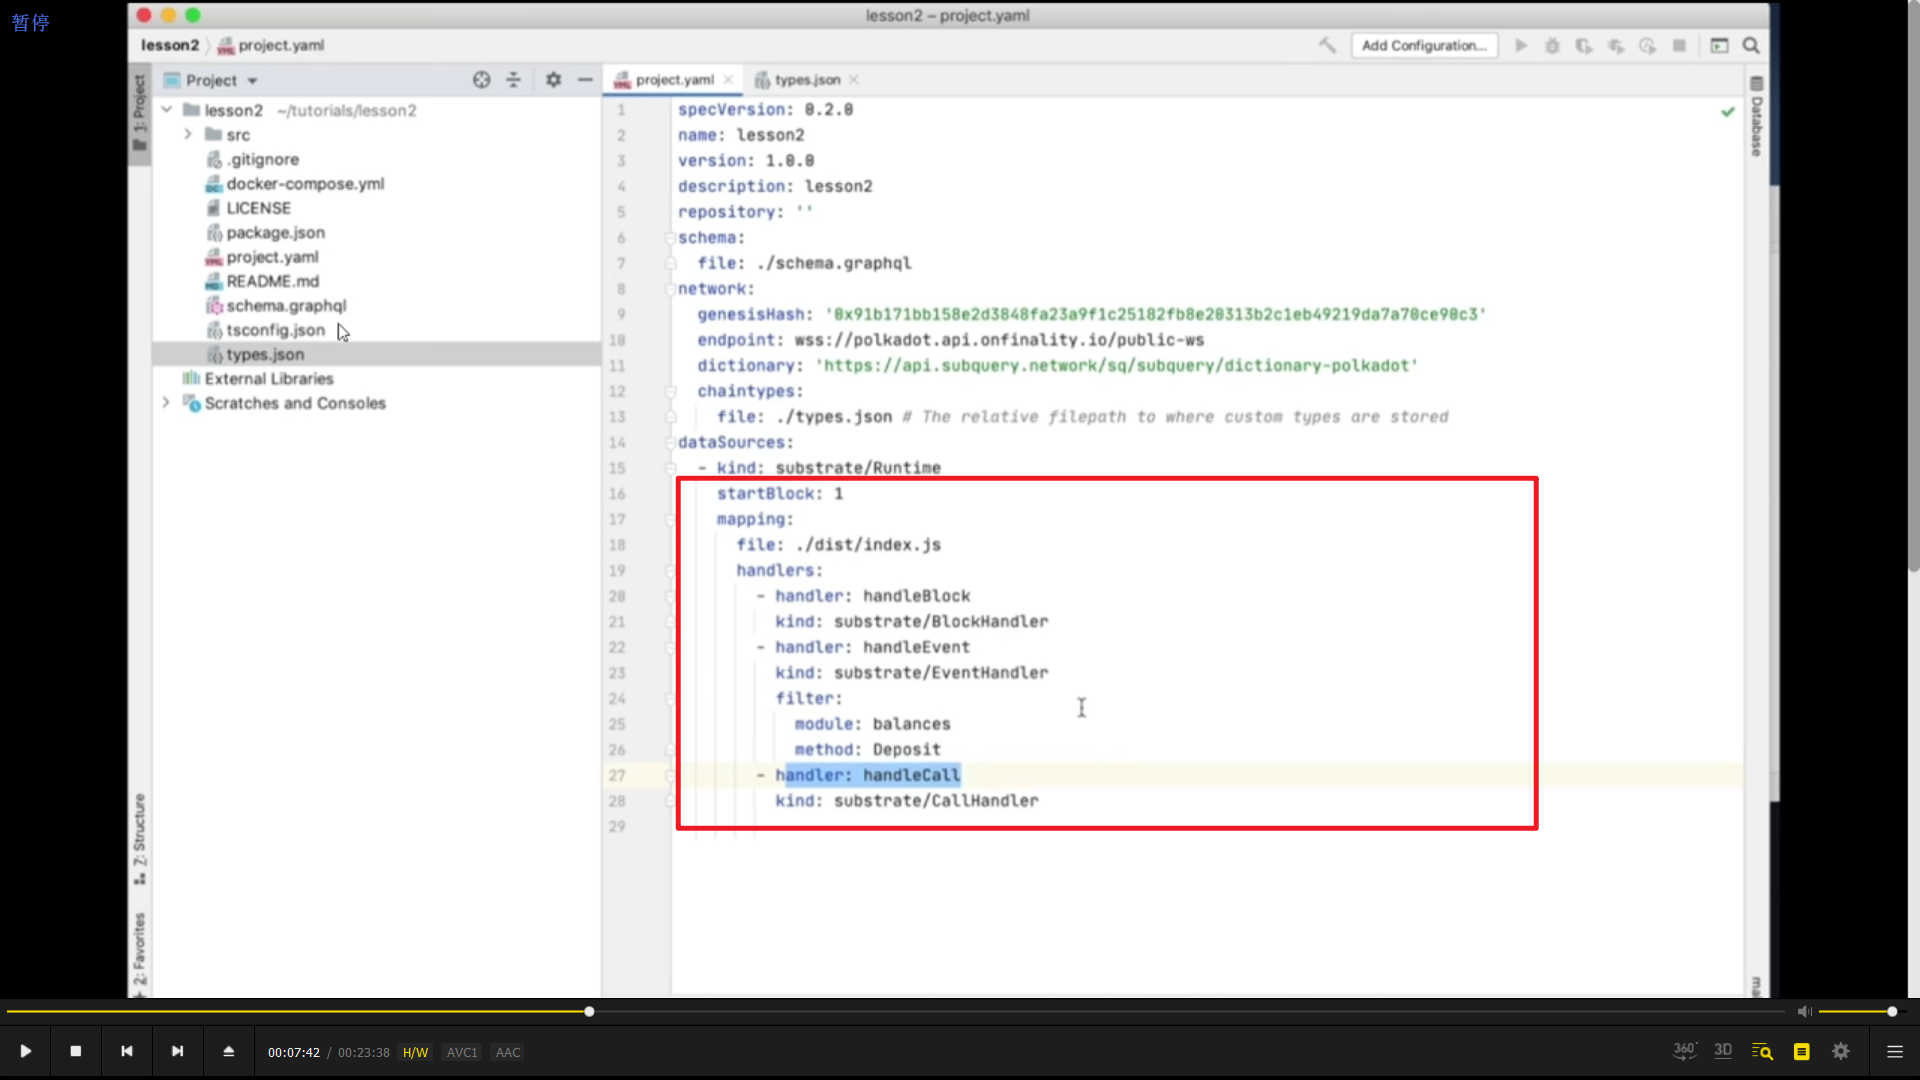 暂停
lesson2 – project.yaml
lesson2 project.yaml
Add Configuration...
1: Project
Project
project.yaml
types.json
Database
lesson2 ~/tutorials/lesson2
src
.gitignore
docker-compose.yml
LICENSE
package.json
project.yaml
README.md
schema.graphql
tsconfig.json
types.json
External Libraries
Scratches and Consoles
1 specVersion: 0.2.0
2 name: lesson2
3 version: 1.0.0
4 description: lesson2
5 repository: ''
6 schema:
7 file: ./schema.graphql
8 network:
9 genesisHash: '0x91b171bb158e2d3848fa23a9f1c25182fb8e20313b2c1eb49219da7a70ce90c3'
10 endpoint: wss://polkadot.api.onfinality.io/public-ws
11 dictionary: 'https://api.subquery.network/sq/subquery/dictionary-polkadot'
12 chaintypes:
13 file: ./types.json # The relative filepath to where custom types are stored
14 dataSources:
15 - kind: substrate/Runtime
16 startBlock: 1
17 mapping:
18 file: ./dist/index.js
19 handlers:
20 - handler: handleBlock
21 kind: substrate/BlockHandler
22 - handler: handleEvent
23 kind: substrate/EventHandler
24 filter:
25 module: balances
26 method: Deposit
27 - handler: handleCall
28 kind: substrate/CallHandler
29
7: Structure
2: Favorites
00:07:42 / 00:23:38 H/W AVC1 AAC
360° 3D